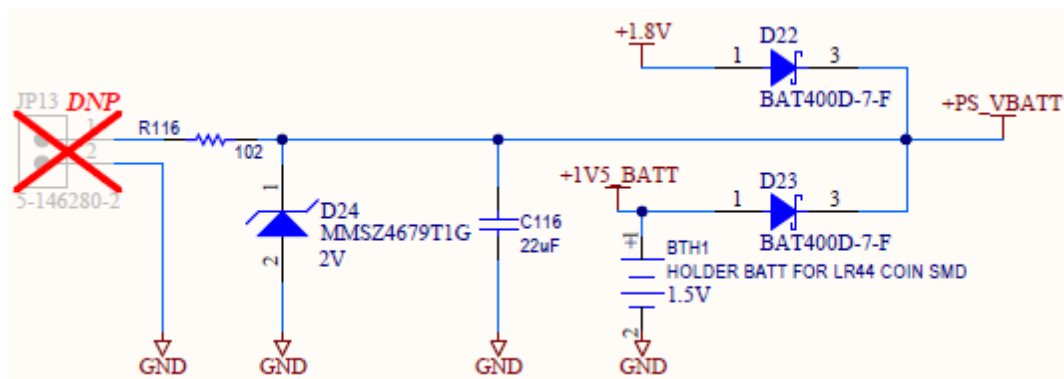 +1.8V
D22
1
3
BAT400D-7-F
JP13 DNP
1
2
5-146280-2
R116
102
+PS_VBATT
+1V5_BATT
D23
1
3
BAT400D-7-F
1
D24
MMSZ4679T1G
2V
2
C116
22uF
+1
BTH1
HOLDER BATT FOR LR44 COIN SMD
1.5V
2
GND
GND
GND
GND